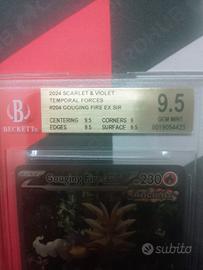 BECKETT
2024 SCARLET & VIOLET
TEMPORAL FORCES
#204 GOUGING FIRE EX SIR
CENTERING 9.5 CORNERS 9
EDGES 9.5 SURFACE 9.5
9.5
GEM MINT
0019054423
Gouging Fire
230
subito